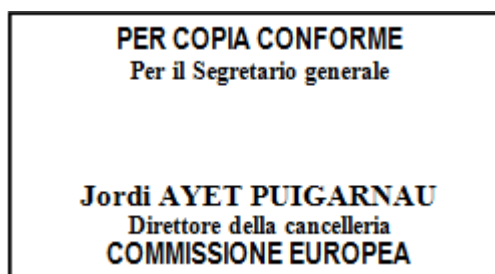 PER COPIA CONFORME
Per il Segretario generale
Jordi AYET PUIGARNAU
Direttore della cancelleria
COMMISSIONE EUROPEA